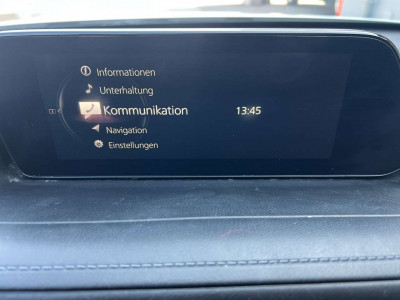 Informationen
Unterhaltung
Kommunikation 13:45
Navigation
Einstellungen